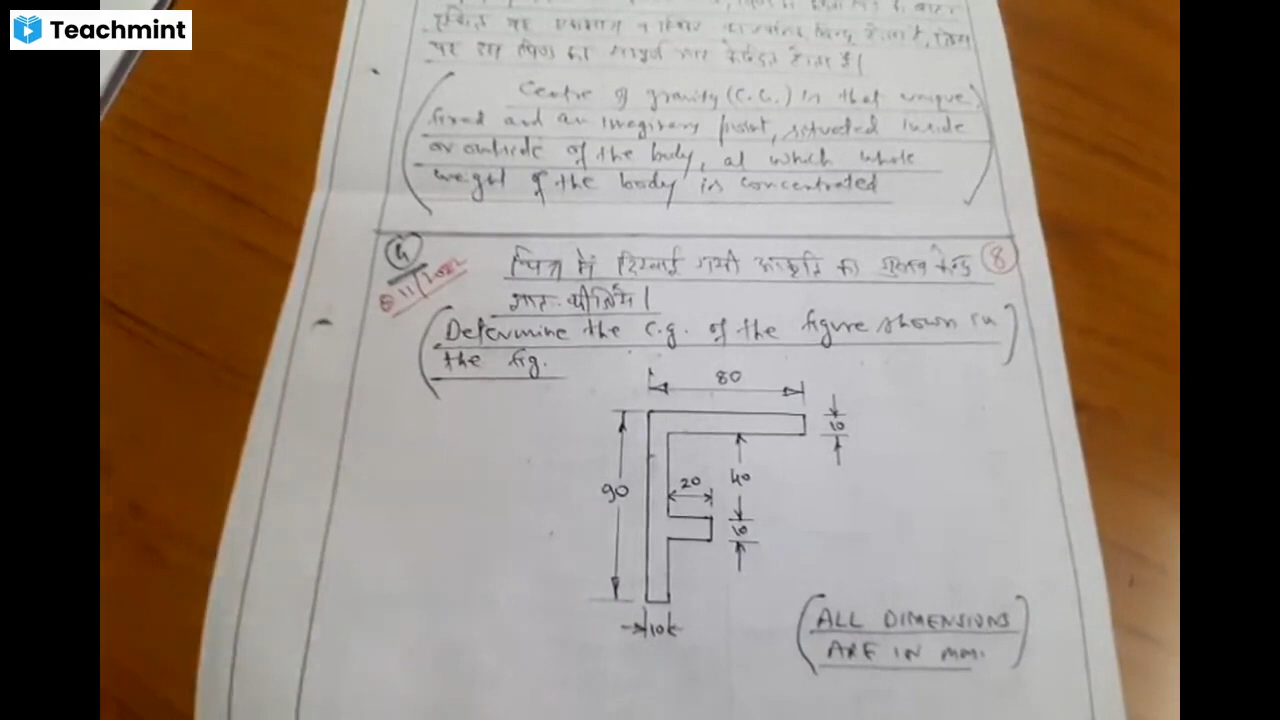 Teachmint
पर इस पिण्ड का सम्पूर्ण भार केन्द्रित होता है।
(Centre of gravity (C.G.) is that unique,
fixed and an imaginary point, situated inside
or outside of the body, at which whole
weight of the body is concentrated)
4
चित्र में दिखाई गयी आकृति का गुरुत्व केन्द्र 8
ज्ञात कीजिये।
(Determine the c.g. of the figure shown in
the fig.)
80
10
20
40
90
10
10
(ALL DIMENSIONS
ARE IN mm.)